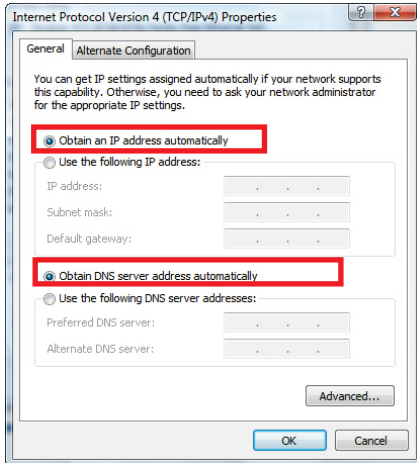 Internet Protocol Version 4 (TCP/IPv4) Properties
General
Alternate Configuration
You can get IP settings assigned automatically if your network supports
this capability. Otherwise, you need to ask your network administrator
for the appropriate IP settings.
Obtain an IP address automatically
Use the following IP address:
IP address:
Subnet mask:
Default gateway:
Obtain DNS server address automatically
Use the following DNS server addresses:
Preferred DNS server:
Alternate DNS server:
Advanced...
OK
Cancel